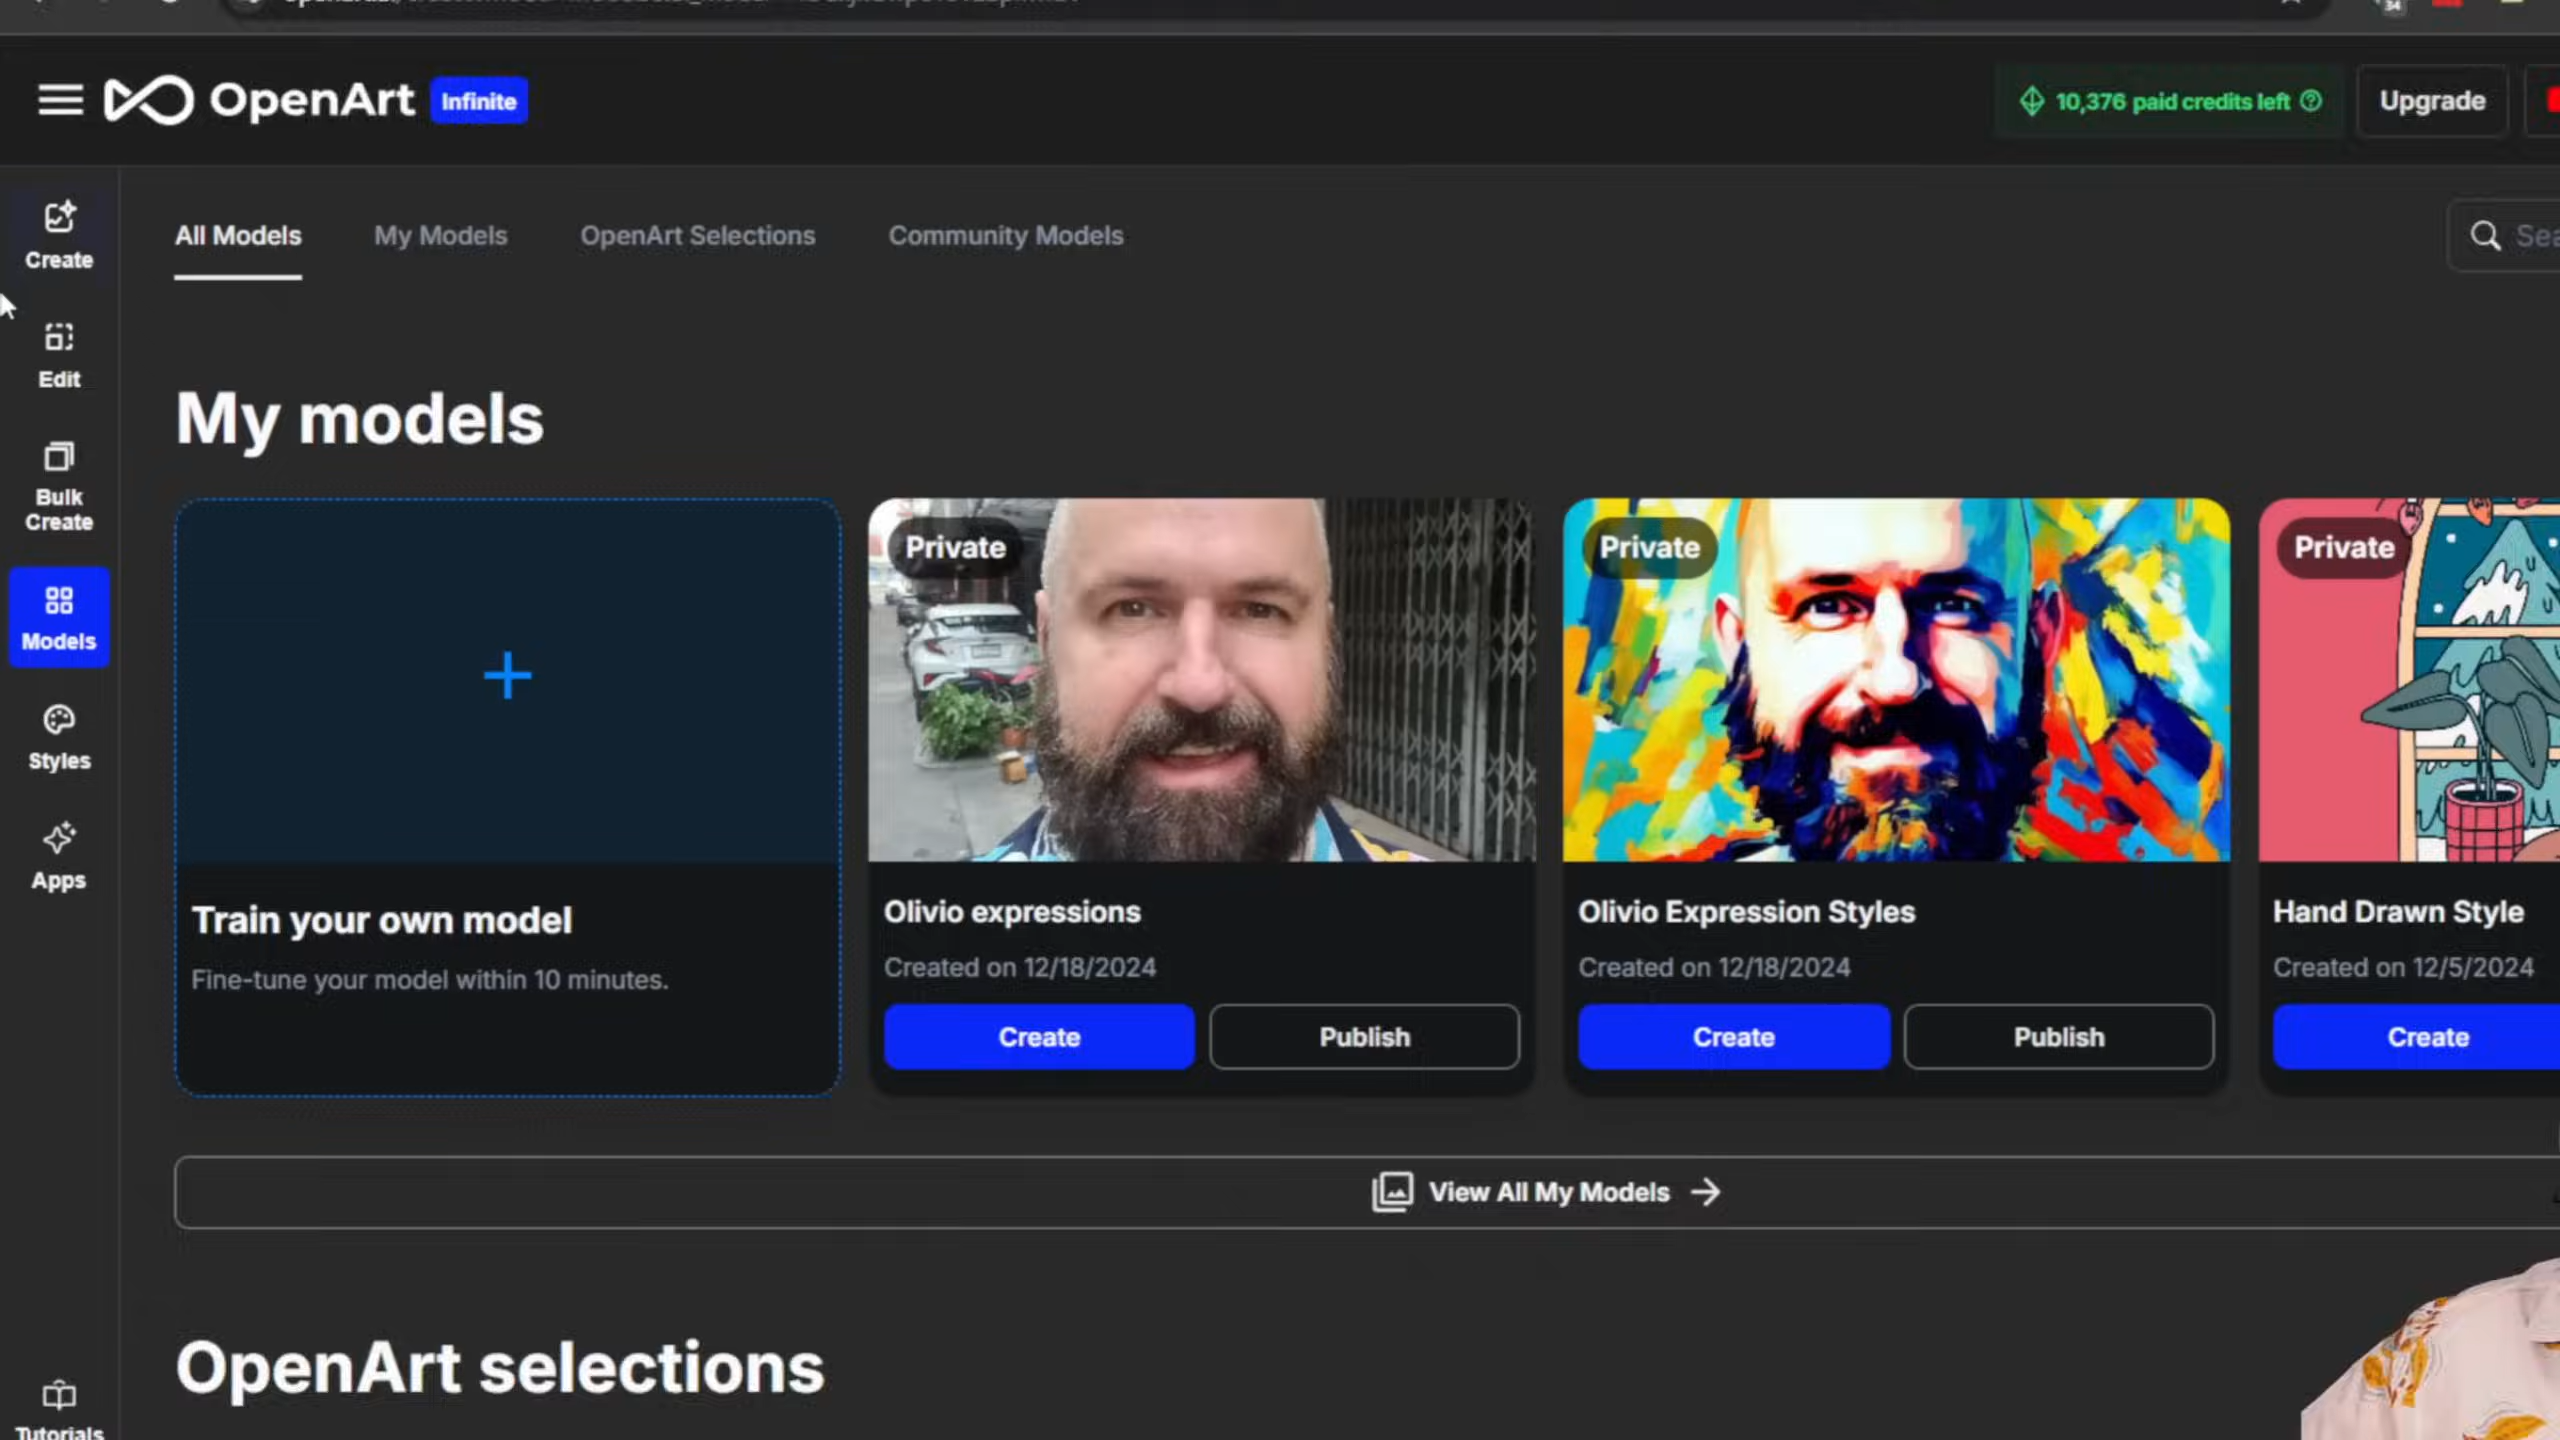 34
OpenArt Infinite
10,376 paid credits left
Upgrade
Create
Edit
Bulk
Create
Models
Styles
Apps
Tutorials
All Models
My Models
OpenArt Selections
Community Models
My models
Train your own model
Fine-tune your model within 10 minutes.
Private
Olivio expressions
Created on 12/18/2024
Create
Publish
Private
Olivio Expression Styles
Created on 12/18/2024
Create
Publish
Private
Hand Drawn Style
Created on 12/5/2024
Create
View All My Models
OpenArt selections